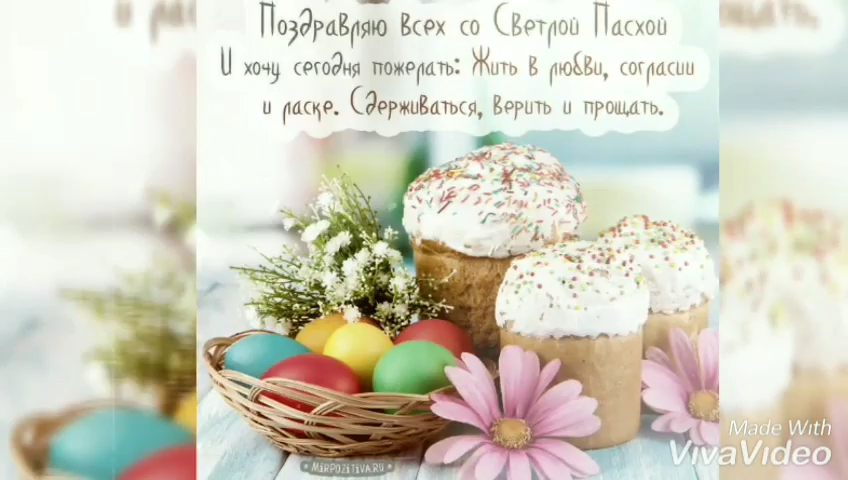 Поздравляю всех со Светлой Пасхой
И хочу сегодня пожелать: Жить в любви, согласии
и ласке. Сдерживаться, верить и прощать.
MIRPOZITIVA.RU
Made With
VivaVideo